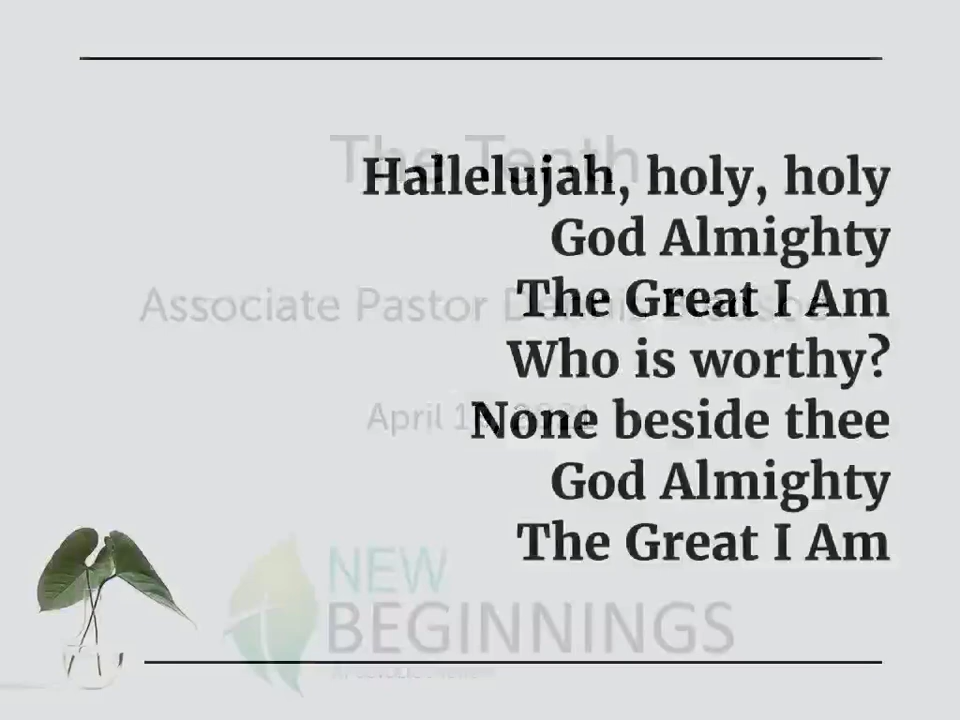 The Tenth
Hallelujah, holy, holy
God Almighty
The Great I Am
Associate Pastor Dennis
Who is worthy?
None beside thee
April
God Almighty
The Great I Am
NEW
BEGINNINGS